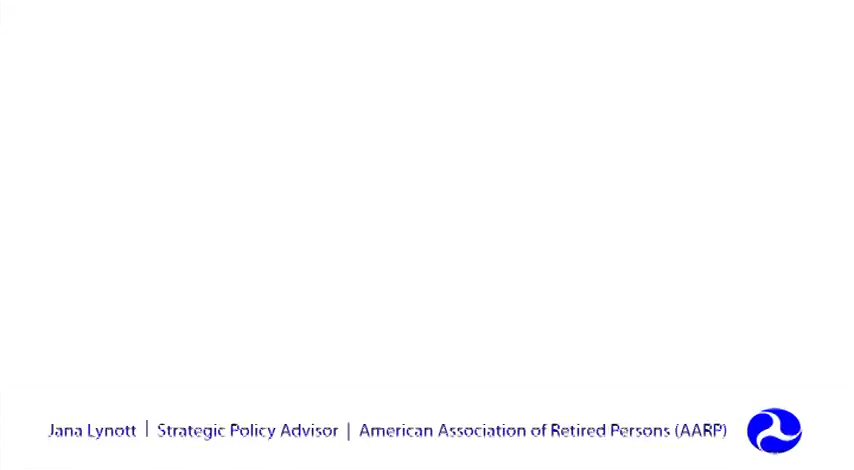 Jana Lynott | Strategic Policy Advisor | American Association of Retired Persons (AARP)